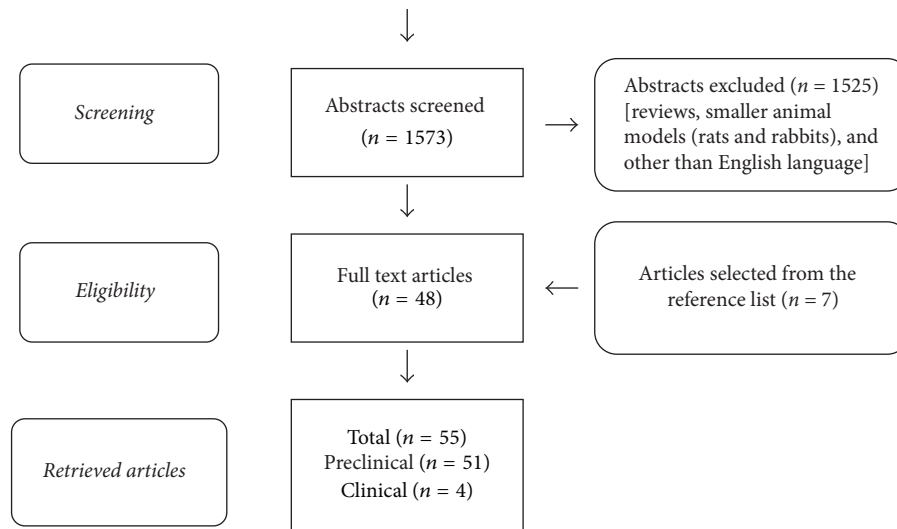 Screening
Abstracts screened
(n = 1573)
Abstracts excluded (n = 1525)
[reviews, smaller animal
models (rats and rabbits), and
other than English language]
Eligibility
Full text articles
(n = 48)
Articles selected from the
reference list (n = 7)
Retrieved articles
Total (n = 55)
Preclinical (n = 51)
Clinical (n = 4)